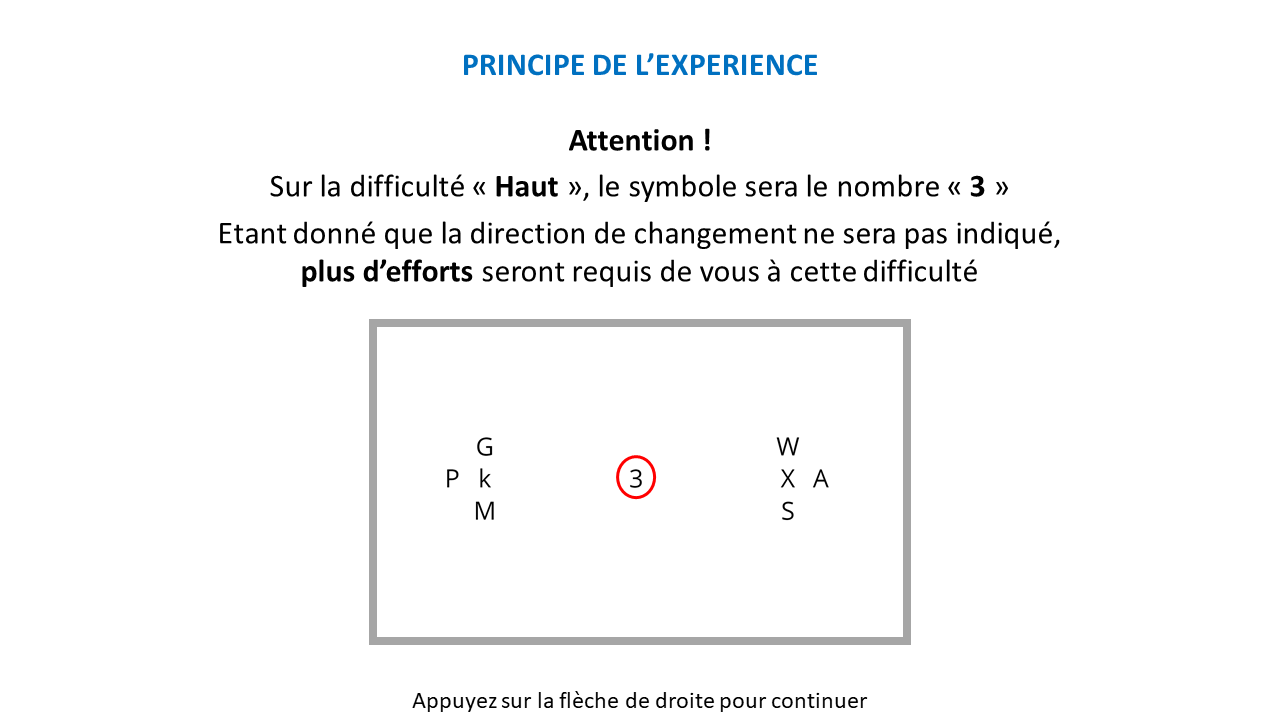 PRINCIPE DE L’EXPERIENCE
Attention !
Sur la difficulté « Haut », le symbole sera le nombre « 3 »
Etant donné que la direction de changement ne sera pas indiqué,
plus d’efforts seront requis de vous à cette difficulté
G W
P k 3 X A
M S
Appuyez sur la flèche de droite pour continuer